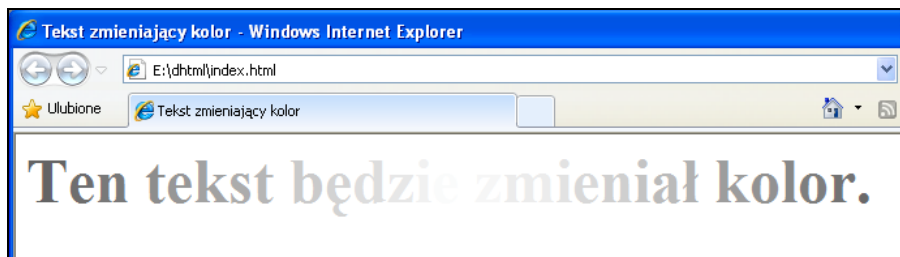 Tekst zmieniający kolor - Windows Internet Explorer
E:\dhtml\index.html
Ulubione Tekst zmieniający kolor
Ten tekst będzie zmieniał kolor.